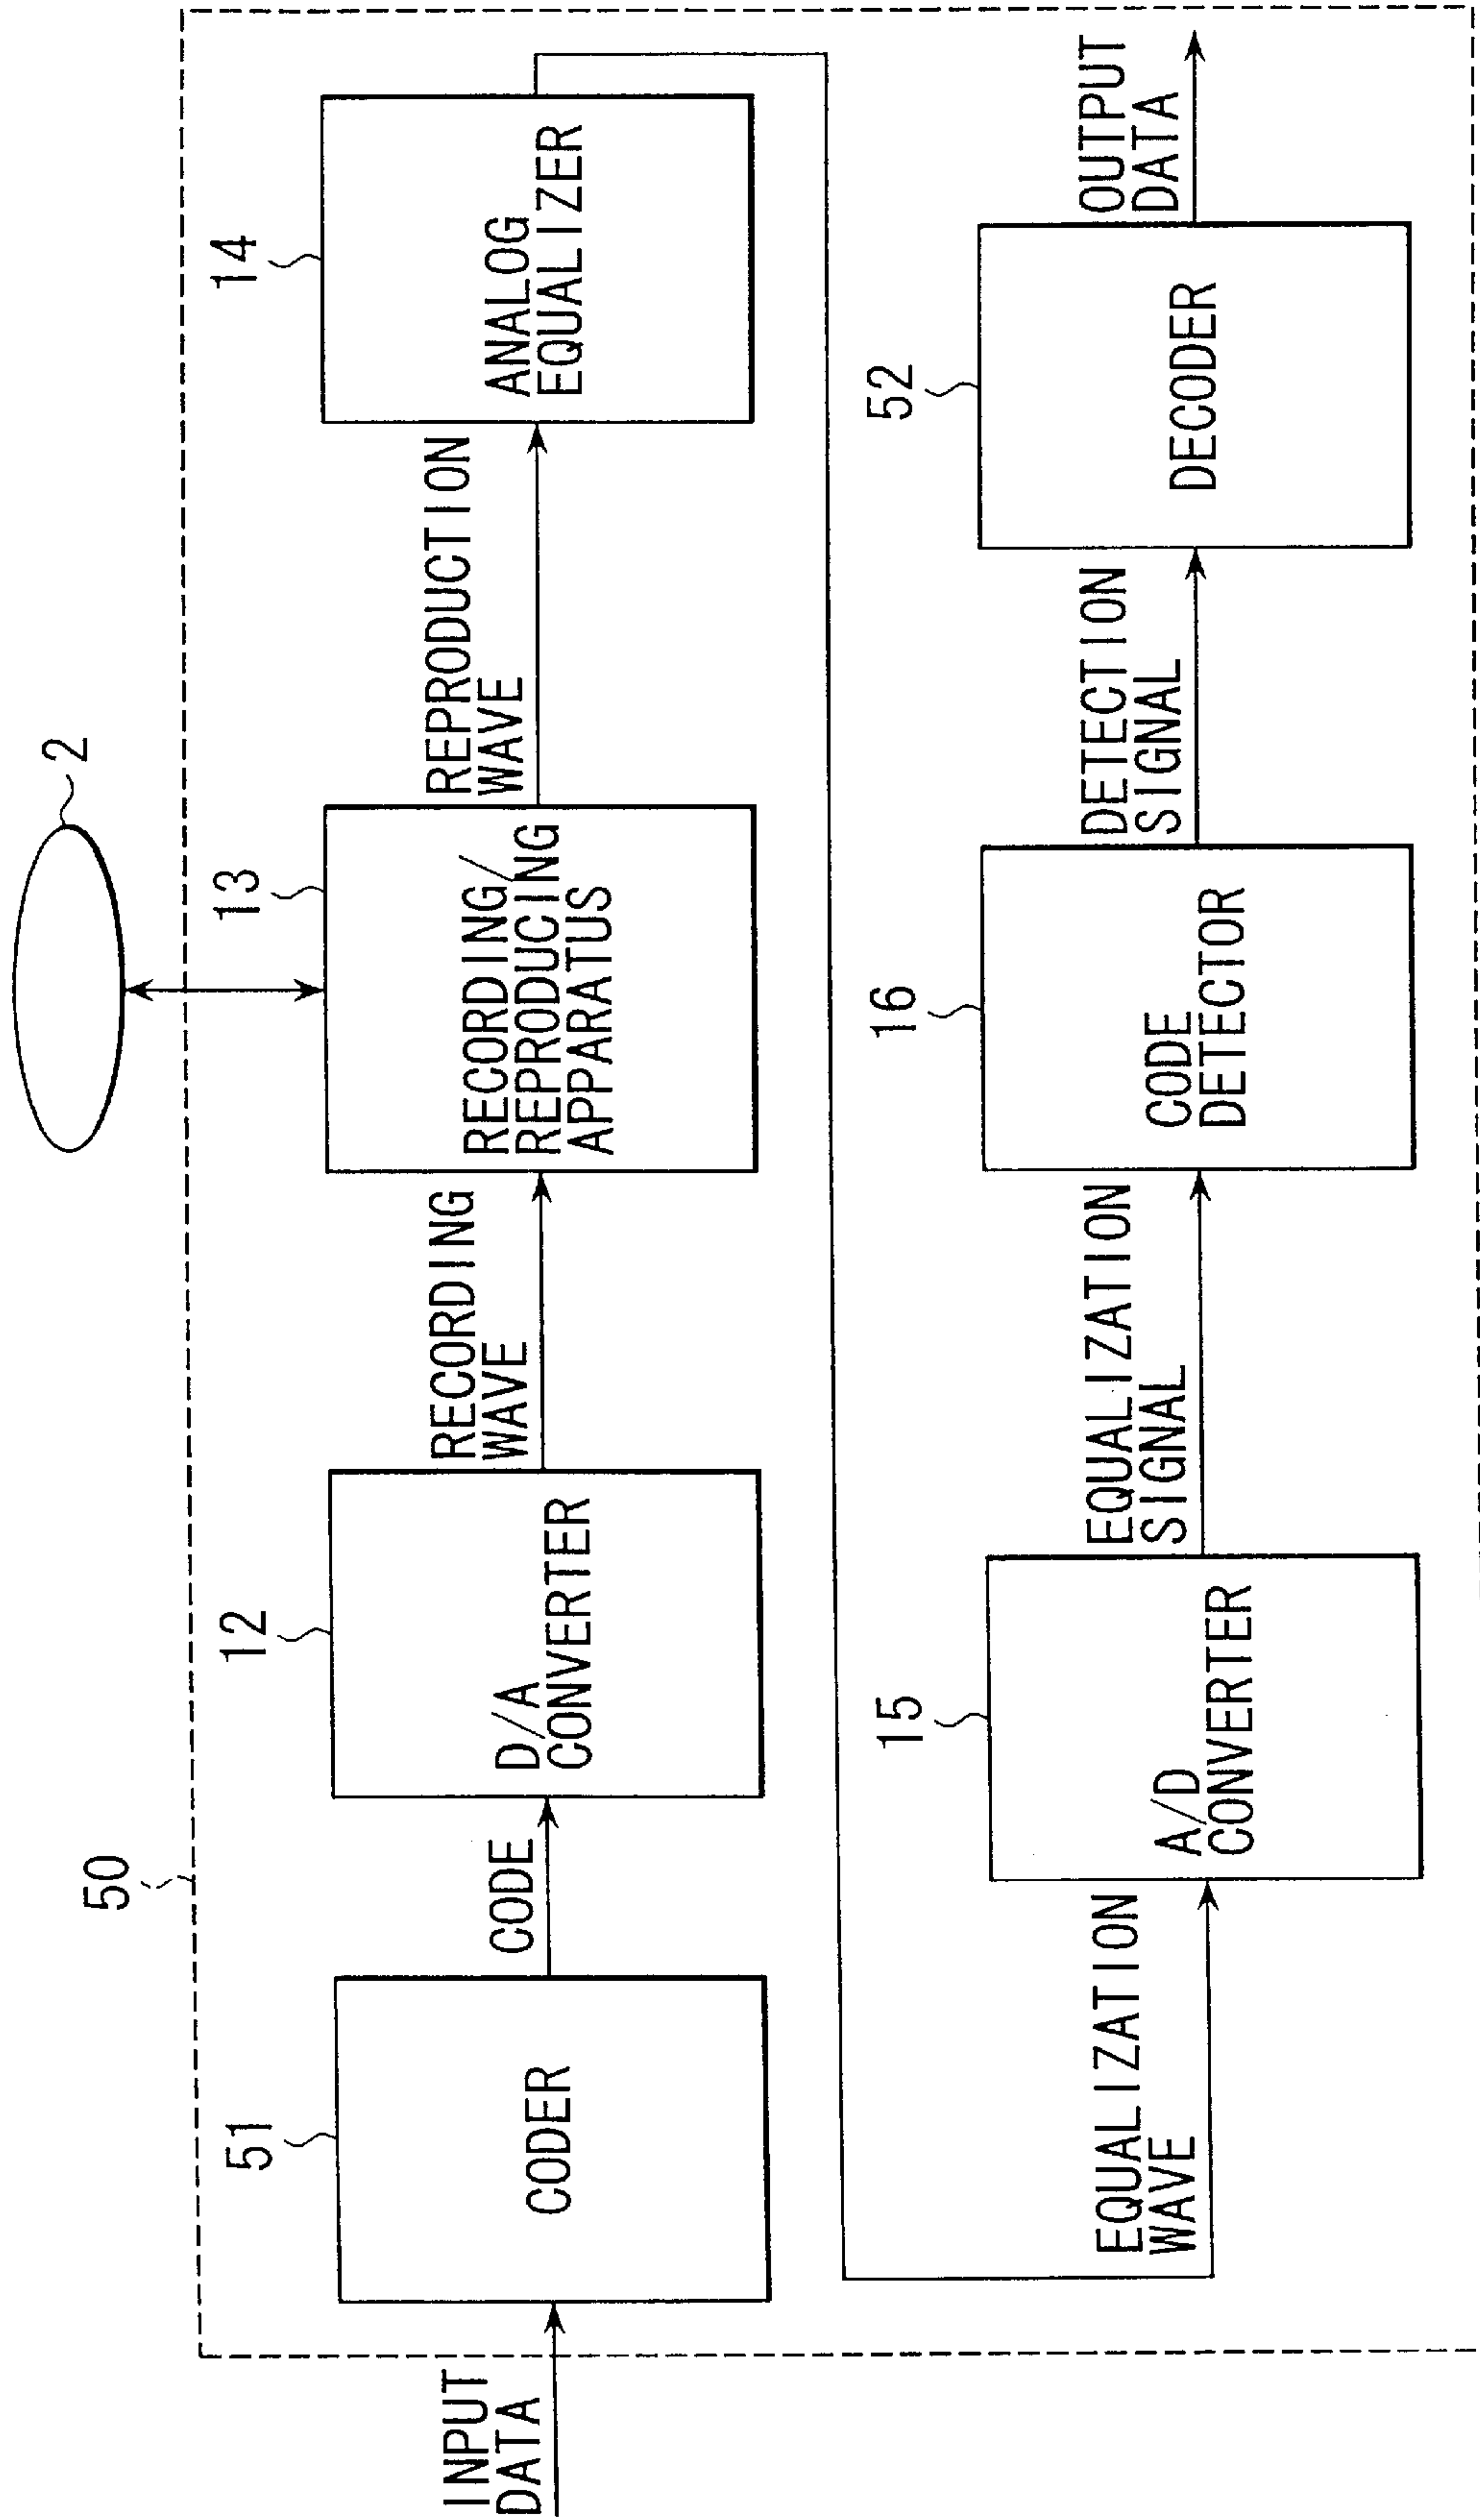 2
50
51
12
13
14
INPUT
DATA
CODER
CODE
D/A
CONVERTER
RECORDING
WAVE
RECORDING/
REPRODUCING
APPARATUS
REPRODUCTION
WAVE
ANALOG
EQUALIZER
15
16
52
EQUALIZATION
WAVE
A/D
CONVERTER
EQUALIZATION
SIGNAL
CODE
DETECTOR
DETECTION
SIGNAL
DECODER
OUTPUT
DATA